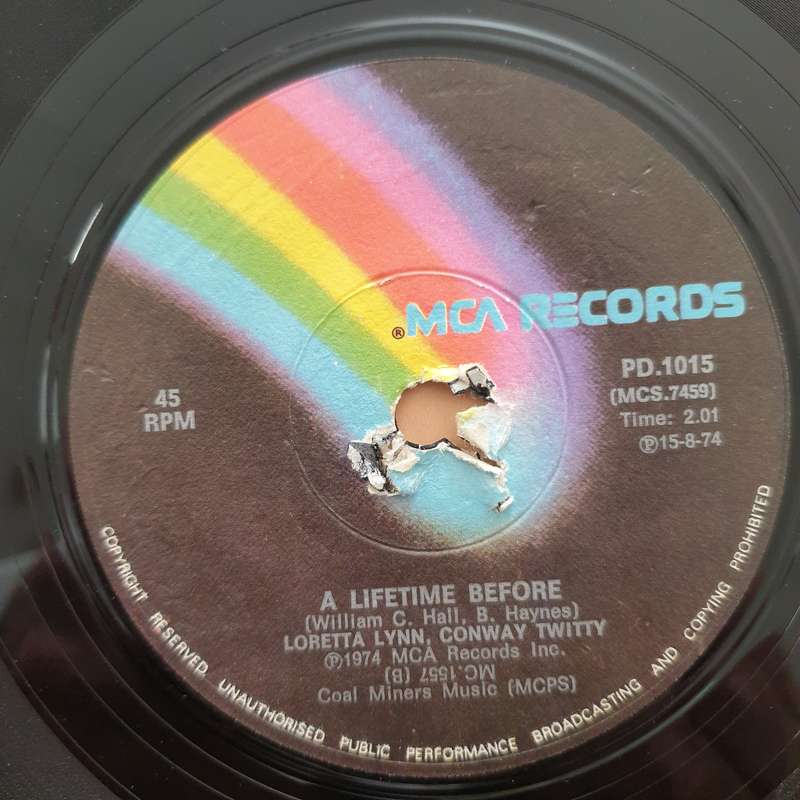 ®MCA RECORDS
PD.1015
(MCS.7459)
Time: 2.01
℗15-8-74
45
RPM
A LIFETIME BEFORE
(William C. Hall, B. Haynes)
LORETTA LYNN, CONWAY TWITTY
℗1974 MCA Records Inc.
MC.1557 (B)
Coal Miners Music (MCPS)
COPYRIGHT RESERVED UNAUTHORISED PUBLIC PERFORMANCE BROADCASTING AND COPYING PROHIBITED